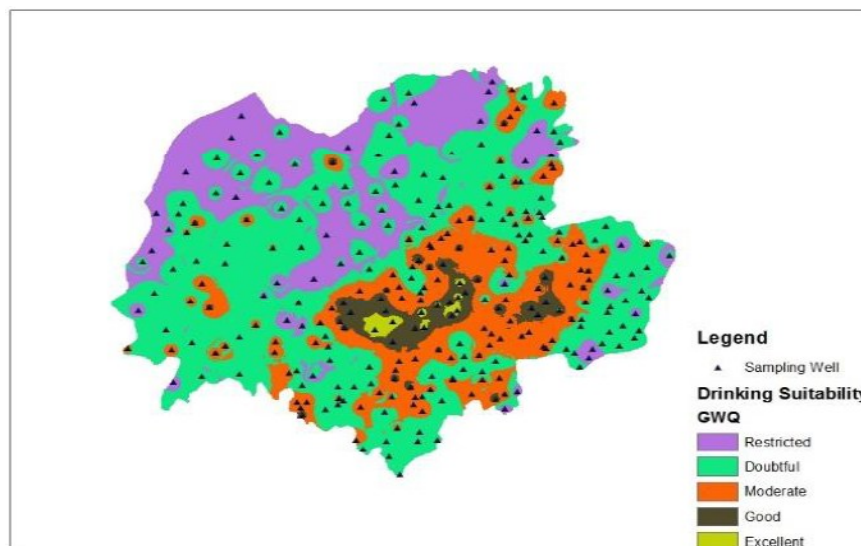 Legend
Sampling Well
Drinking Suitability
GWQ
Restricted
Doubtful
Moderate
Good
Excellent